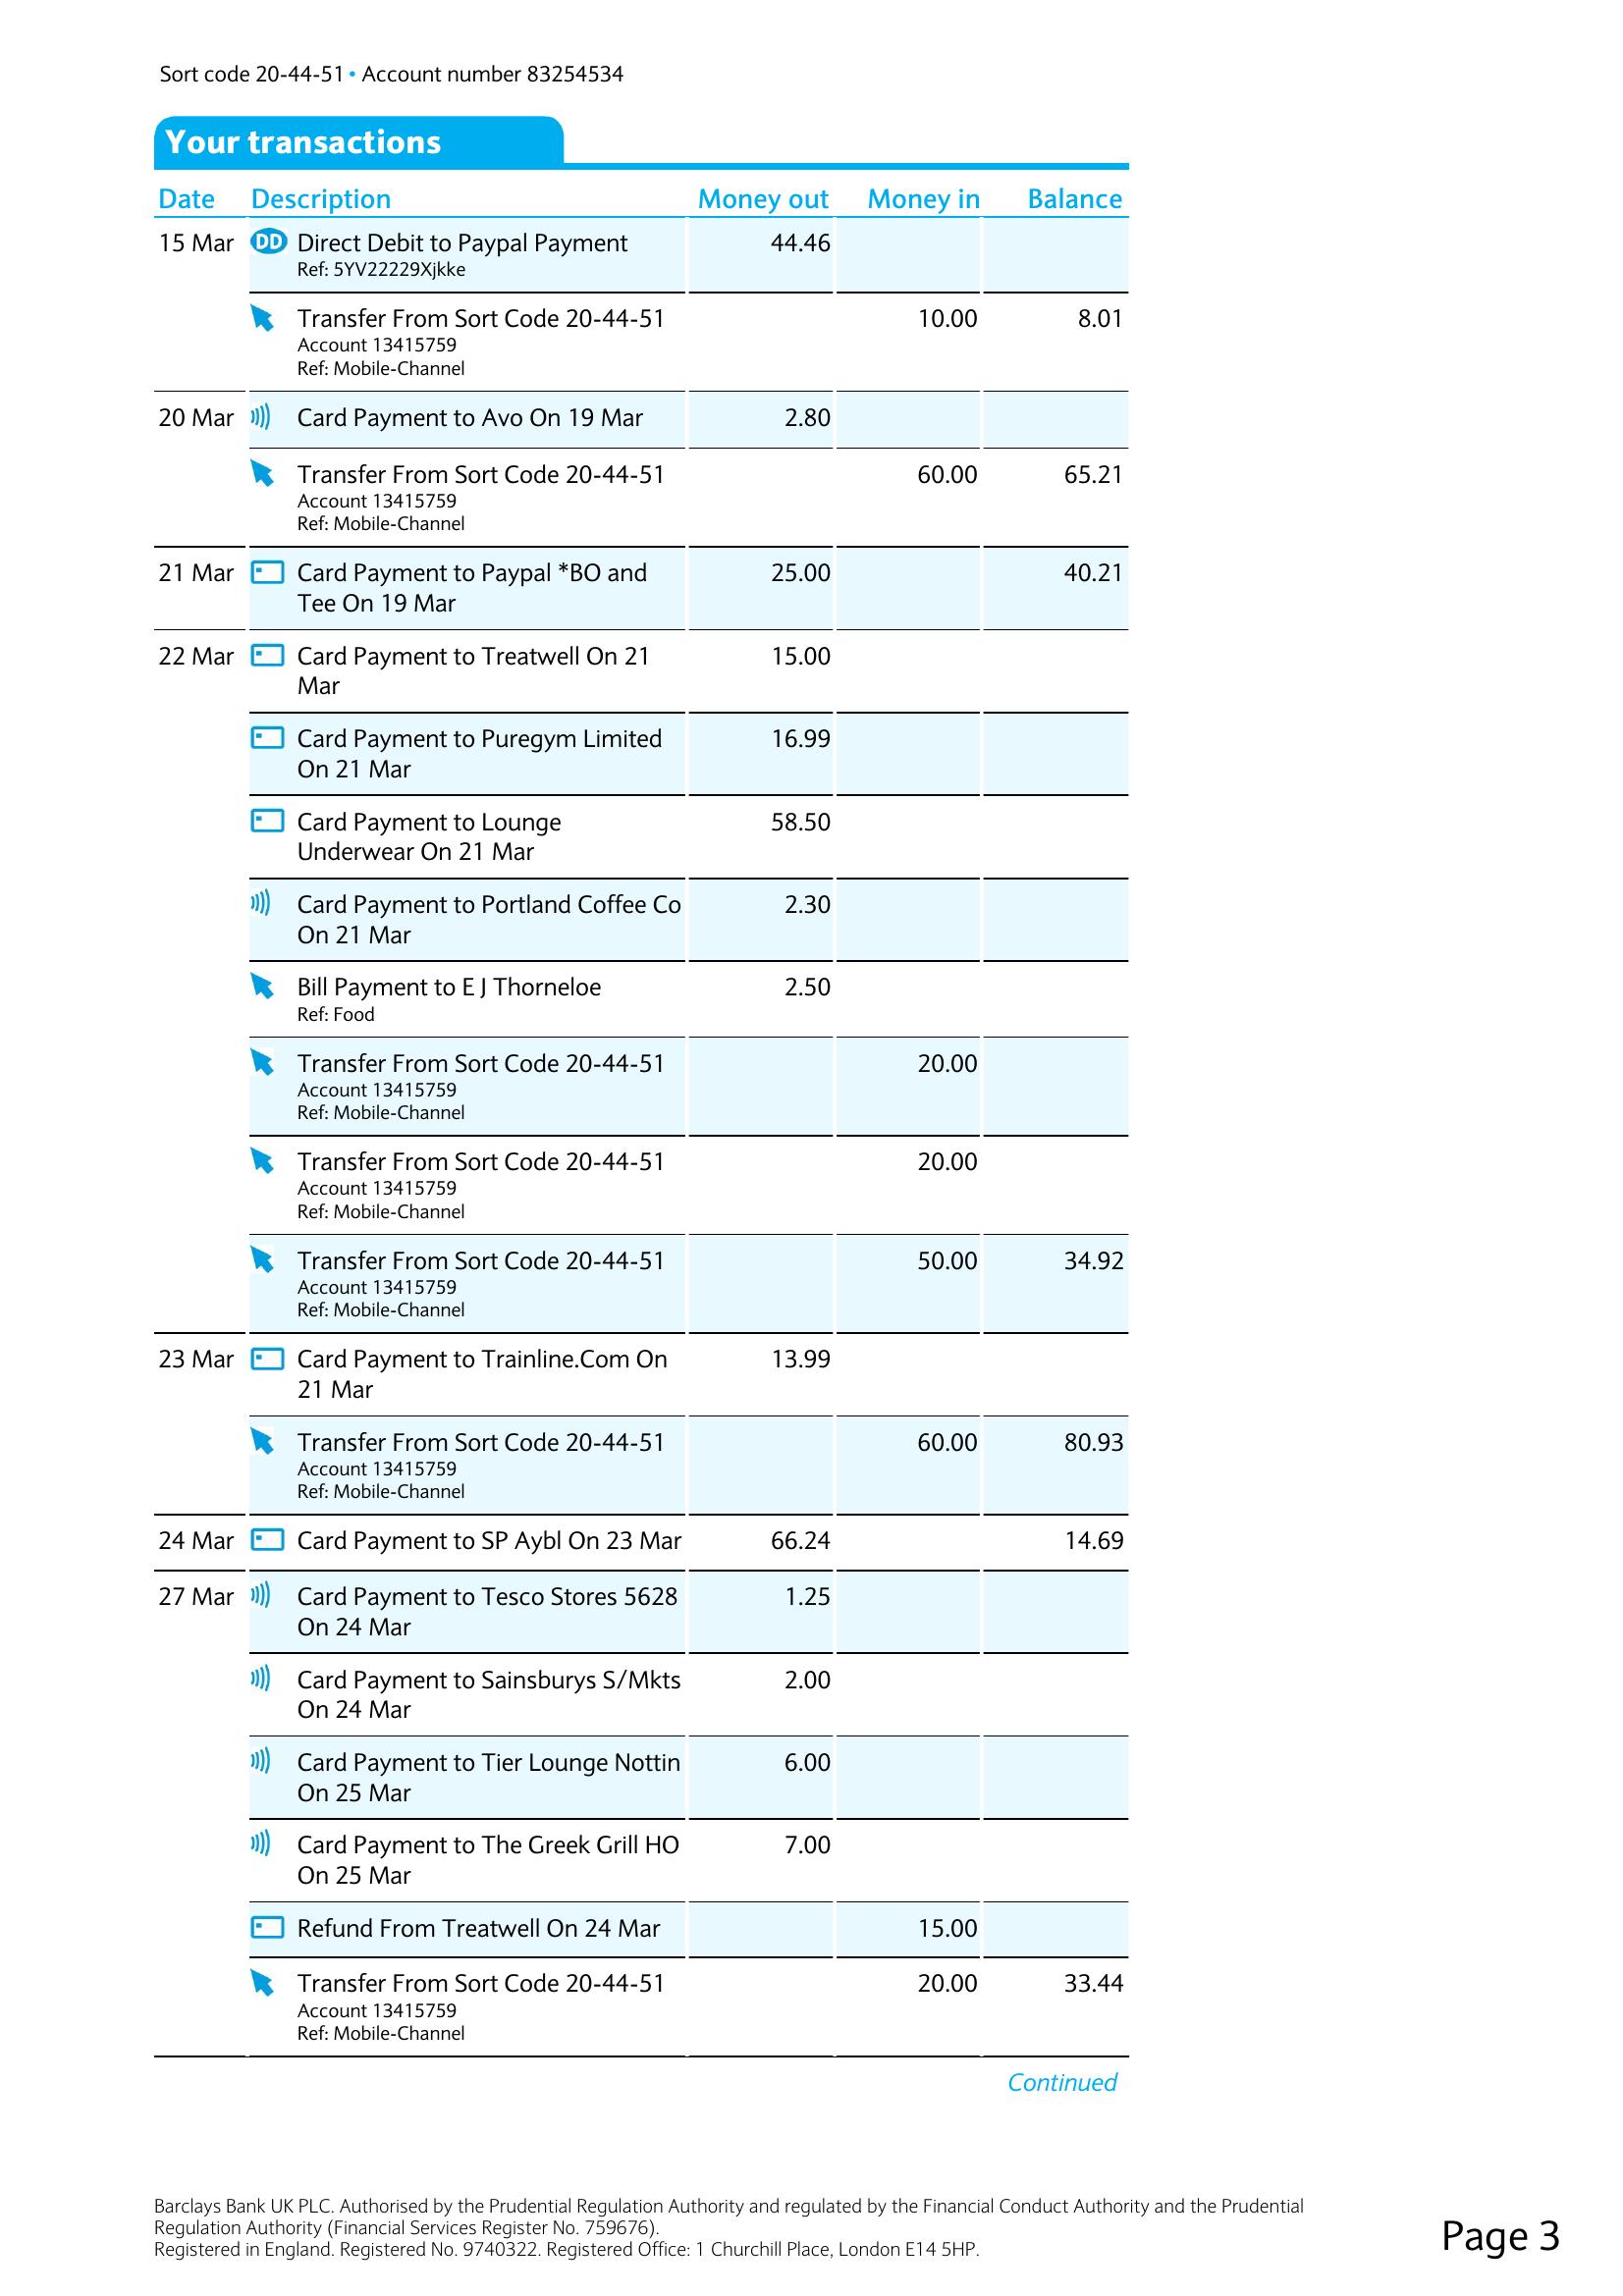 Sort code 20-44-51 • Account number 83254534
Your transactions
Date Description Money out Money in Balance
15 Mar DD Direct Debit to Paypal Payment 44.46
Ref: 5YV22229Xjkke
Transfer From Sort Code 20-44-51 10.00 8.01
Account 13415759
Ref: Mobile-Channel
20 Mar Card Payment to Avo On 19 Mar 2.80
Transfer From Sort Code 20-44-51 60.00 65.21
Account 13415759
Ref: Mobile-Channel
21 Mar Card Payment to Paypal *BO and 25.00 40.21
Tee On 19 Mar
22 Mar Card Payment to Treatwell On 21 15.00
Mar
Card Payment to Puregym Limited 16.99
On 21 Mar
Card Payment to Lounge 58.50
Underwear On 21 Mar
Card Payment to Portland Coffee Co 2.30
On 21 Mar
Bill Payment to E J Thorneloe 2.50
Ref: Food
Transfer From Sort Code 20-44-51 20.00
Account 13415759
Ref: Mobile-Channel
Transfer From Sort Code 20-44-51 20.00
Account 13415759
Ref: Mobile-Channel
Transfer From Sort Code 20-44-51 50.00 34.92
Account 13415759
Ref: Mobile-Channel
23 Mar Card Payment to Trainline.Com On 13.99
21 Mar
Transfer From Sort Code 20-44-51 60.00 80.93
Account 13415759
Ref: Mobile-Channel
24 Mar Card Payment to SP Aybl On 23 Mar 66.24 14.69
27 Mar Card Payment to Tesco Stores 5628 1.25
On 24 Mar
Card Payment to Sainsburys S/Mkts 2.00
On 24 Mar
Card Payment to Tier Lounge Nottin 6.00
On 25 Mar
Card Payment to The Greek Grill HO 7.00
On 25 Mar
Refund From Treatwell On 24 Mar 15.00
Transfer From Sort Code 20-44-51 20.00 33.44
Account 13415759
Ref: Mobile-Channel
Continued
Barclays Bank UK PLC. Authorised by the Prudential Regulation Authority and regulated by the Financial Conduct Authority and the Prudential
Regulation Authority (Financial Services Register No. 759676).
Registered in England. Registered No. 9740322. Registered Office: 1 Churchill Place, London E14 5HP.
Page 3